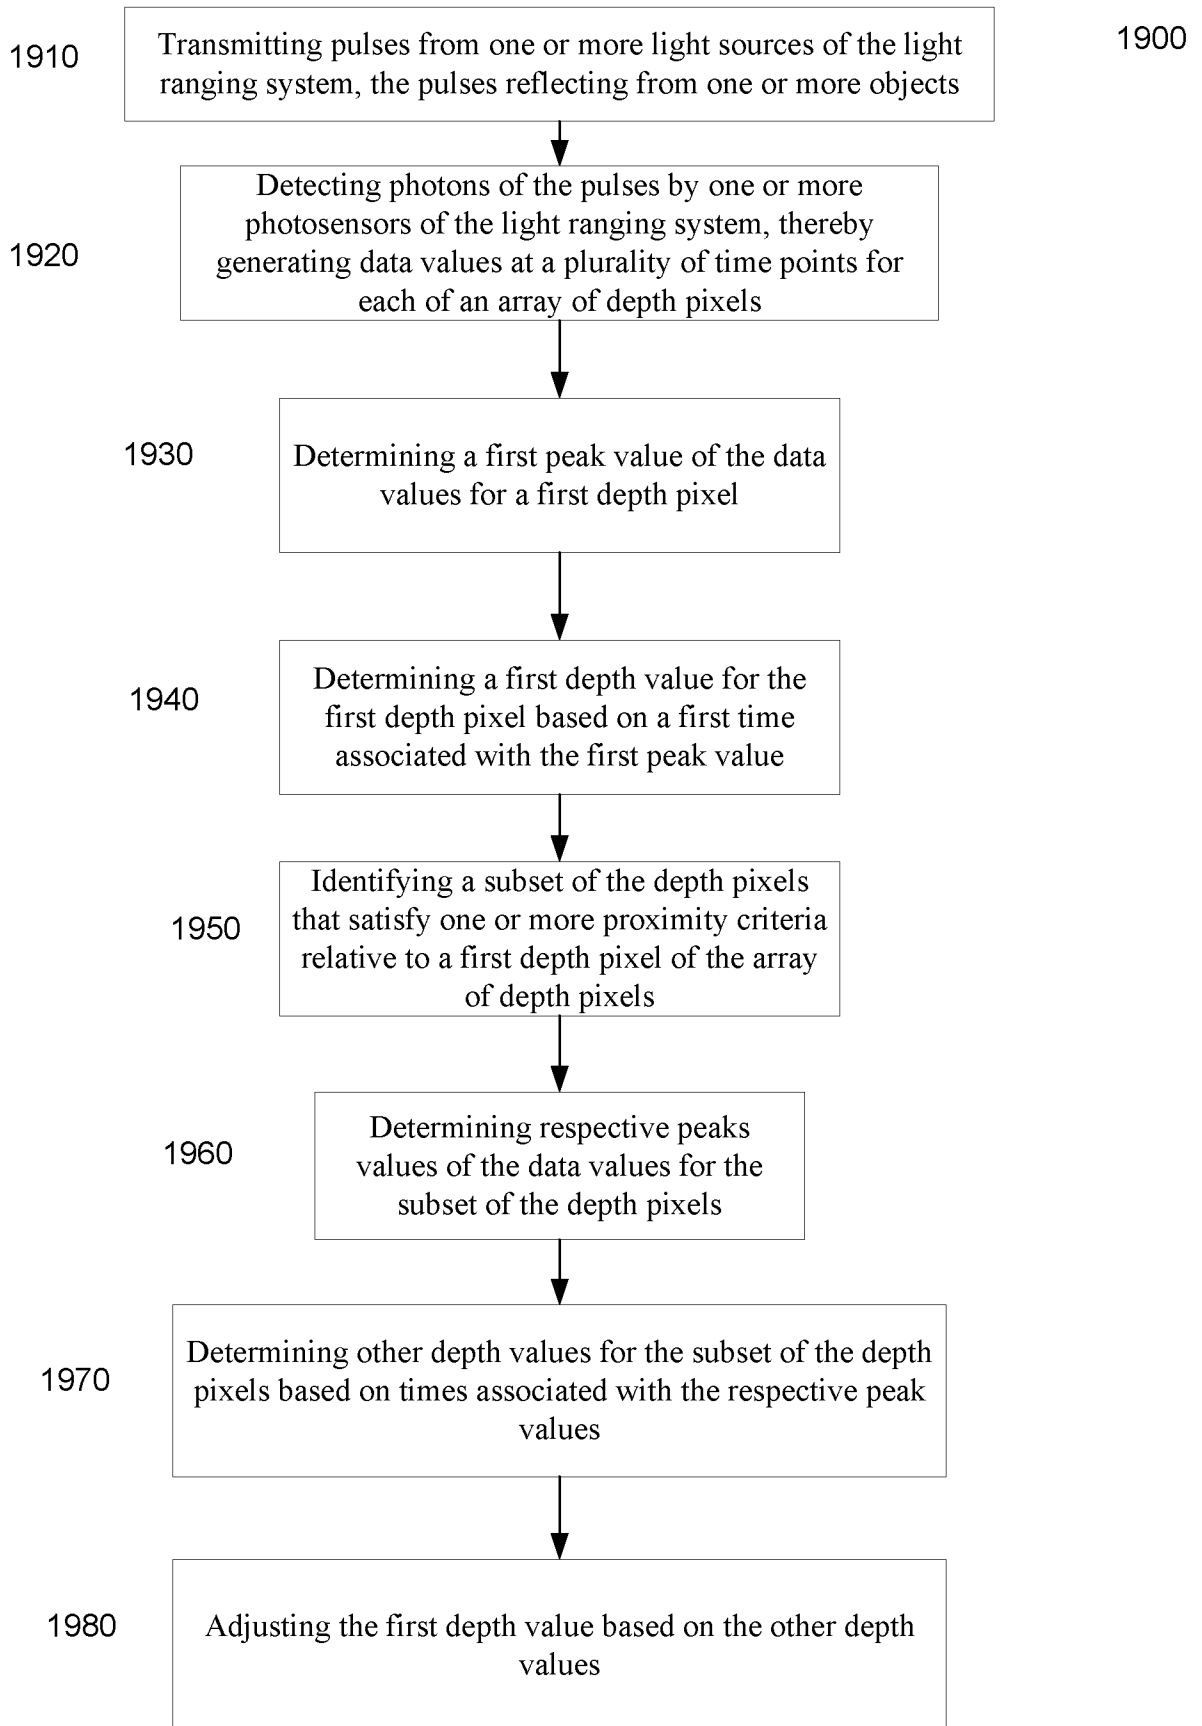 1900
1910
Transmitting pulses from one or more light sources of the light
ranging system, the pulses reflecting from one or more objects
1920
Detecting photons of the pulses by one or more
photosensors of the light ranging system, thereby
generating data values at a plurality of time points for
each of an array of depth pixels
1930
Determining a first peak value of the data
values for a first depth pixel
1940
Determining a first depth value for the
first depth pixel based on a first time
associated with the first peak value
1950
Identifying a subset of the depth pixels
that satisfy one or more proximity criteria
relative to a first depth pixel of the array
of depth pixels
1960
Determining respective peaks
values of the data values for the
subset of the depth pixels
1970
Determining other depth values for the subset of the depth
pixels based on times associated with the respective peak
values
1980
Adjusting the first depth value based on the other depth
values